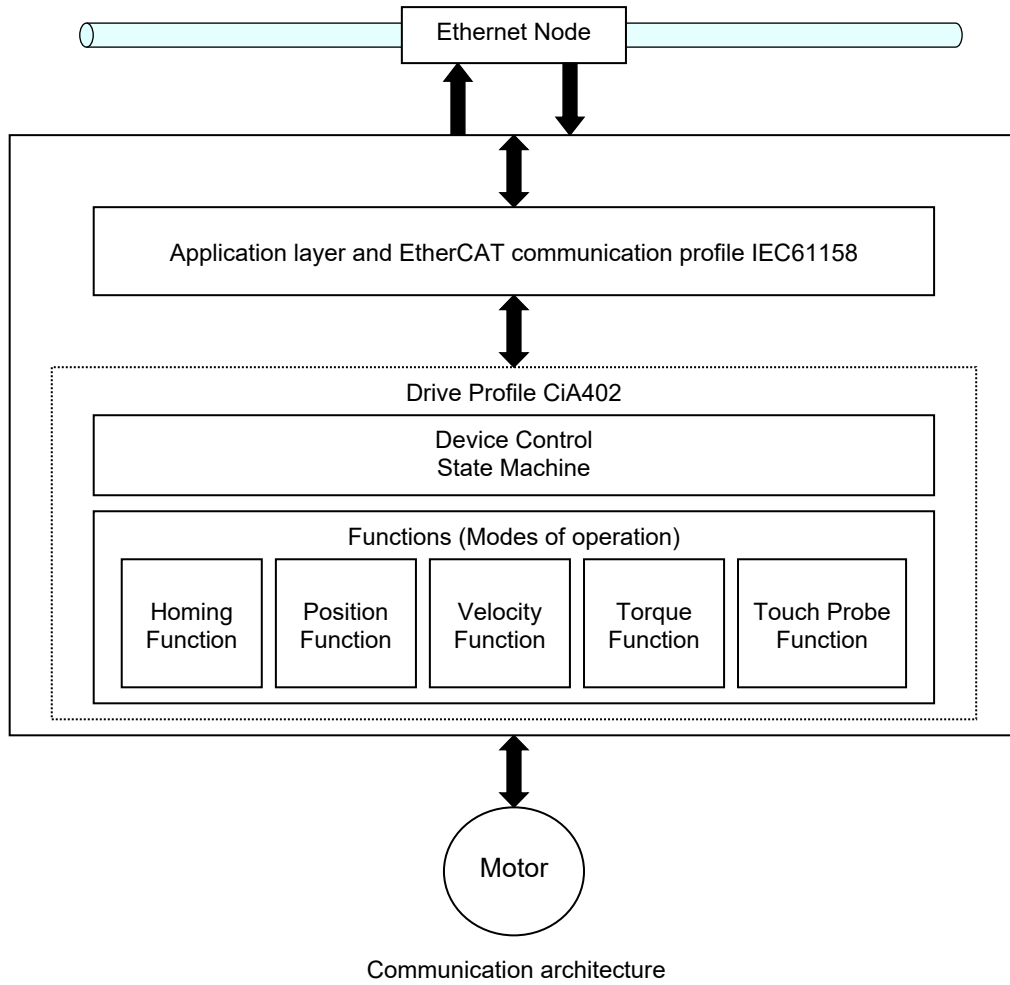 Ethernet Node
Application layer and EtherCAT communication profile IEC61158
Drive Profile CiA402
Device Control
State Machine
Functions (Modes of operation)
Homing
Function
Position
Function
Velocity
Function
Torque
Function
Touch Probe
Function
Motor
Communication architecture